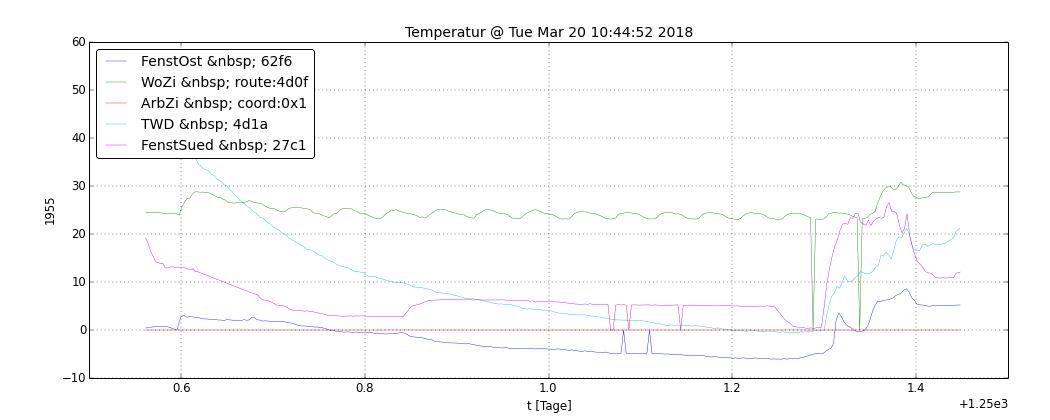 Temperatur @ Tue Mar 20 10:44:52 2018
60
50
40
30
20
10
0
−10
1955
FenstOst &nbsp; 62f6
WoZi &nbsp; route:4d0f
ArbZi &nbsp; coord:0x1
TWD &nbsp; 4d1a
FenstSued &nbsp; 27c1
0.6 0.8 1.0 1.2 1.4
+1.25e3
t [Tage]